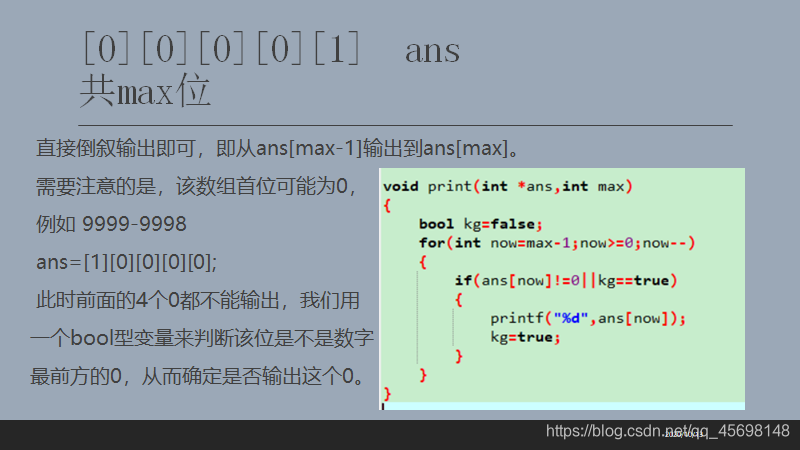 [0][0][0][0][1] ans
共max位
直接倒叙输出即可，即从ans[max-1]输出到ans[max]。
需要注意的是，该数组首位可能为0，
例如 9999-9998
ans=[1][0][0][0][0];
此时前面的4个0都不能输出，我们用
一个bool型变量来判断该位是不是数字
最前方的0，从而确定是否输出这个0。
void print(int *ans,int max)
{
bool kg=false;
for(int now=max-1;now>=0;now--)
{
if(ans[now]!=0||kg==true)
{
printf("%d",ans[now]);
kg=true;
}
}
}
https://blog.csdn.net/qq_45698148